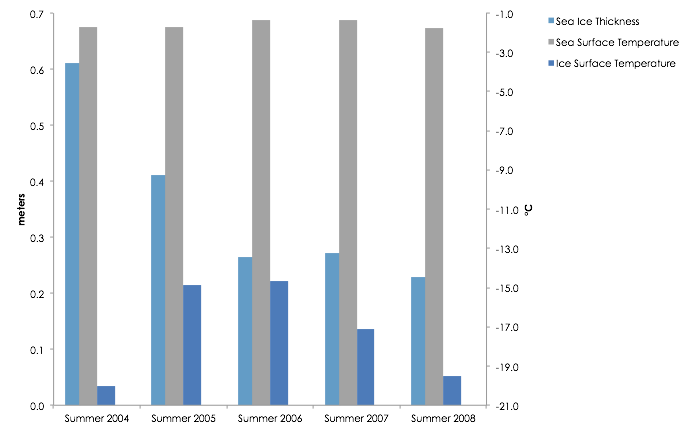 0.7
0.6
0.5
0.4
0.3
0.2
0.1
0.0
meters
-1.0
-3.0
-5.0
-7.0
-9.0
-11.0
-13.0
-15.0
-17.0
-19.0
-21.0
°C
Summer 2004
Summer 2005
Summer 2006
Summer 2007
Summer 2008
Sea Ice Thickness
Sea Surface Temperature
Ice Surface Temperature